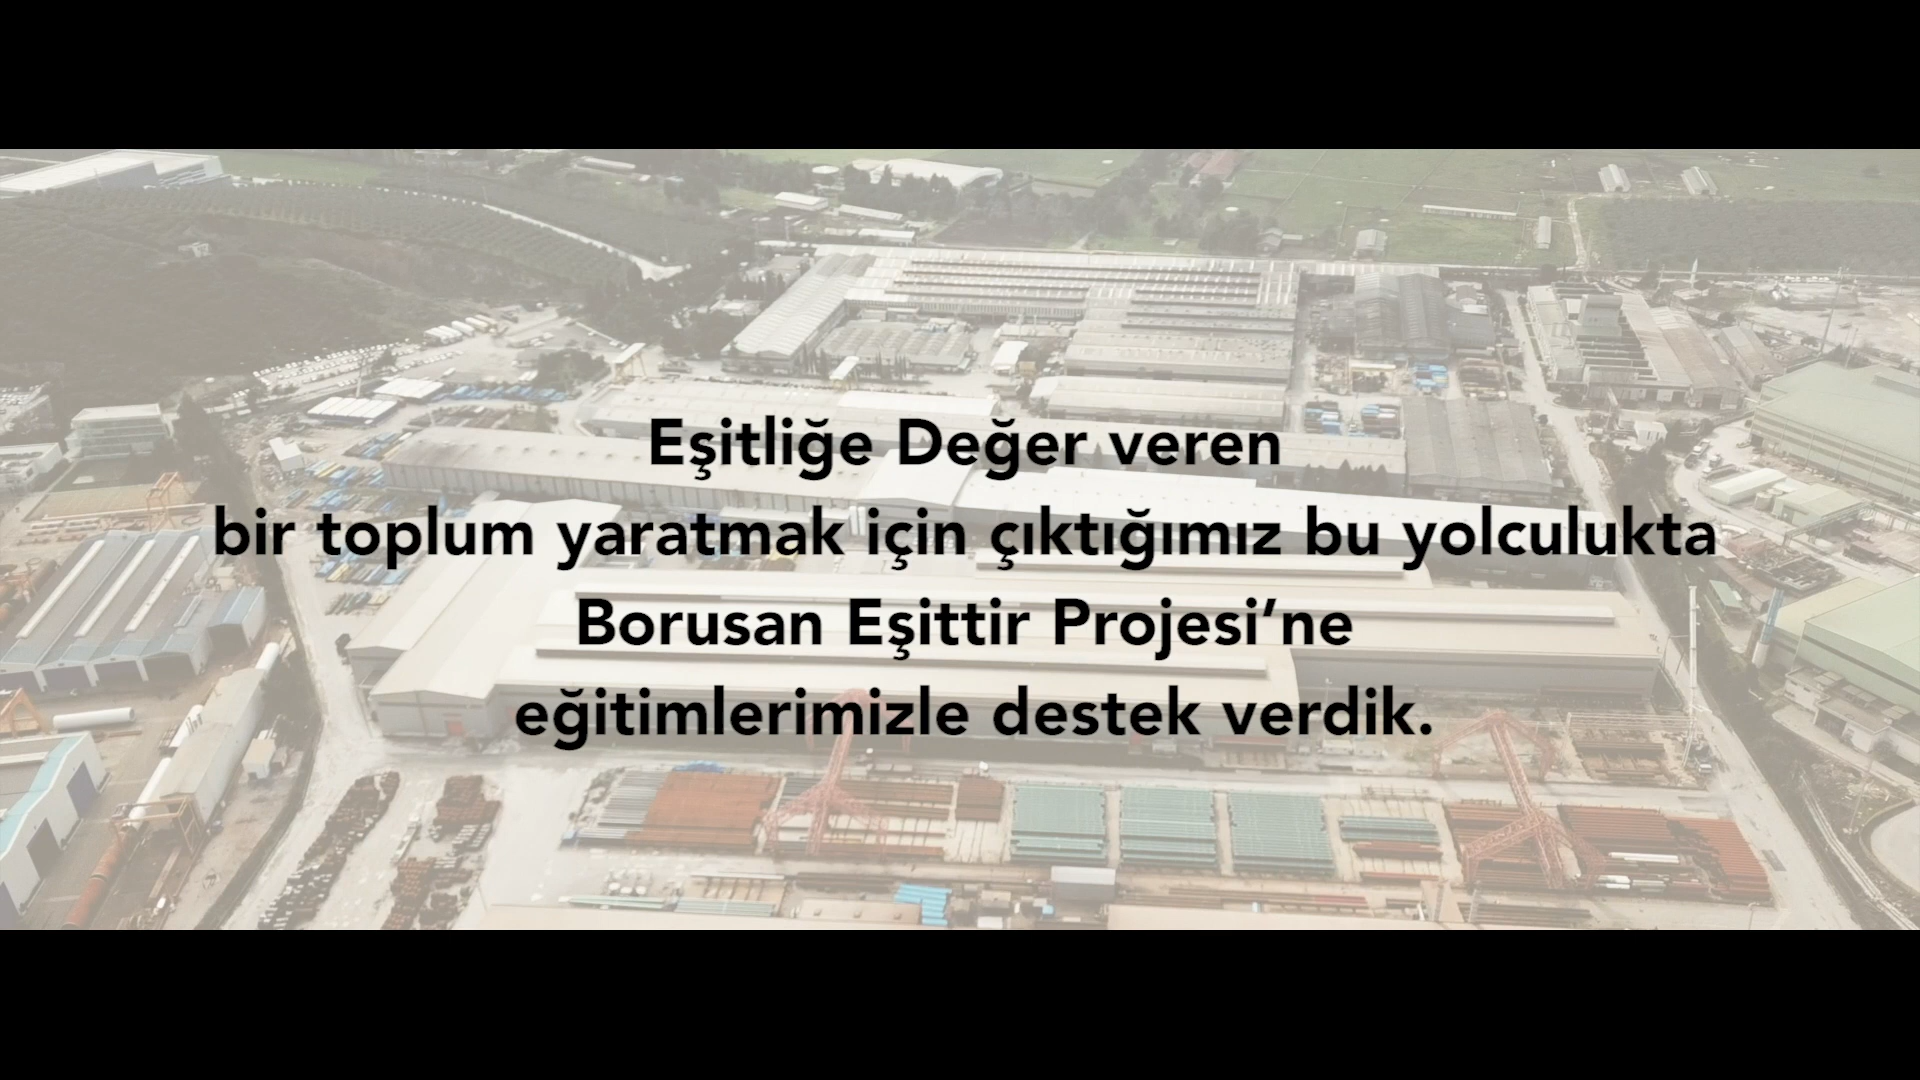 Eşitliğe Değer veren
bir toplum yaratmak için çıktığımız bu yolculukta
Borusan Eşittir Projesi’ne
eğitimlerimizle destek verdik.